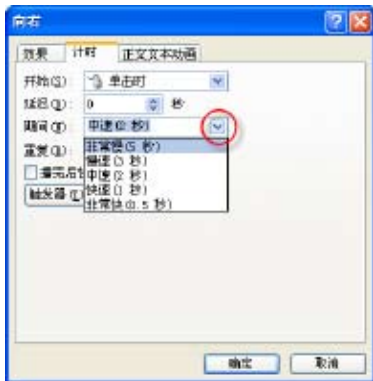 向右
效果 计时 正文文本动画
开始(S): 单击时
延迟(D): 0 秒
期间(O): 中速(2 秒)
重复(R): 非常慢(5 秒)
慢速(3 秒)
播完后 中速(2 秒)
触发器(T) 快速(1 秒)
非常快(0.5 秒)
确定 取消